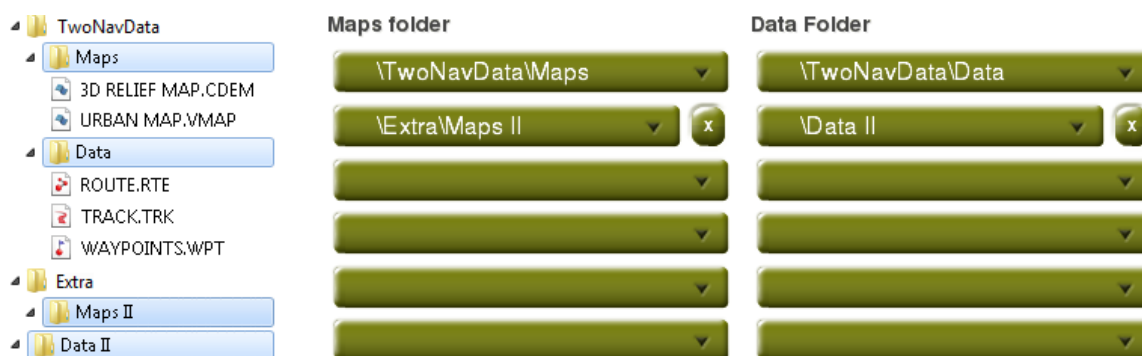 TwoNavData
Maps
3D RELIEF MAP.CDEM
URBAN MAP.VMAP
Data
ROUTE.RTE
TRACK.TRK
WAYPOINTS.WPT
Extra
Maps II
Data II
Maps folder
\TwoNavData\Maps
\Extra\Maps II
x
Data Folder
\TwoNavData\Data
\Data II
x